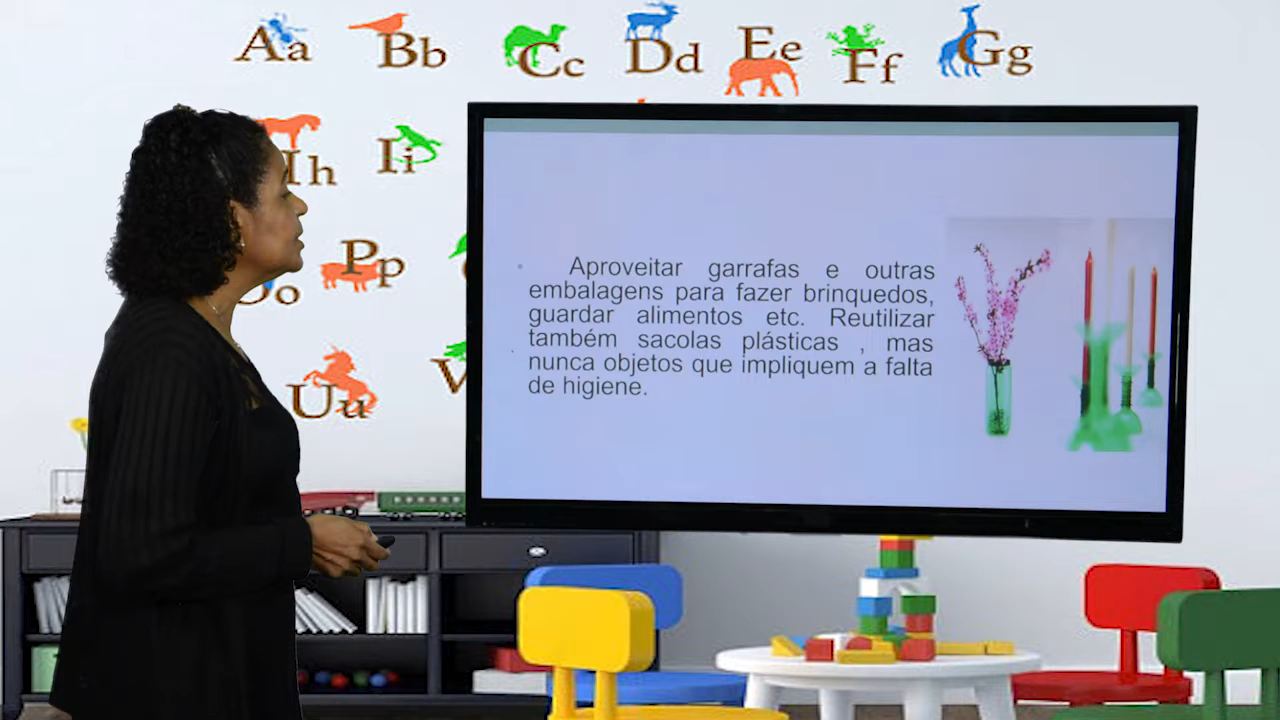 Aa Bb Cc Dd Ee Ff Gg
Hh Ii
Oo Pp
Uu V
Aproveitar garrafas e outras
embalagens para fazer brinquedos,
guardar alimentos etc. Reutilizar
também sacolas plásticas , mas
nunca objetos que impliquem a falta
de higiene.